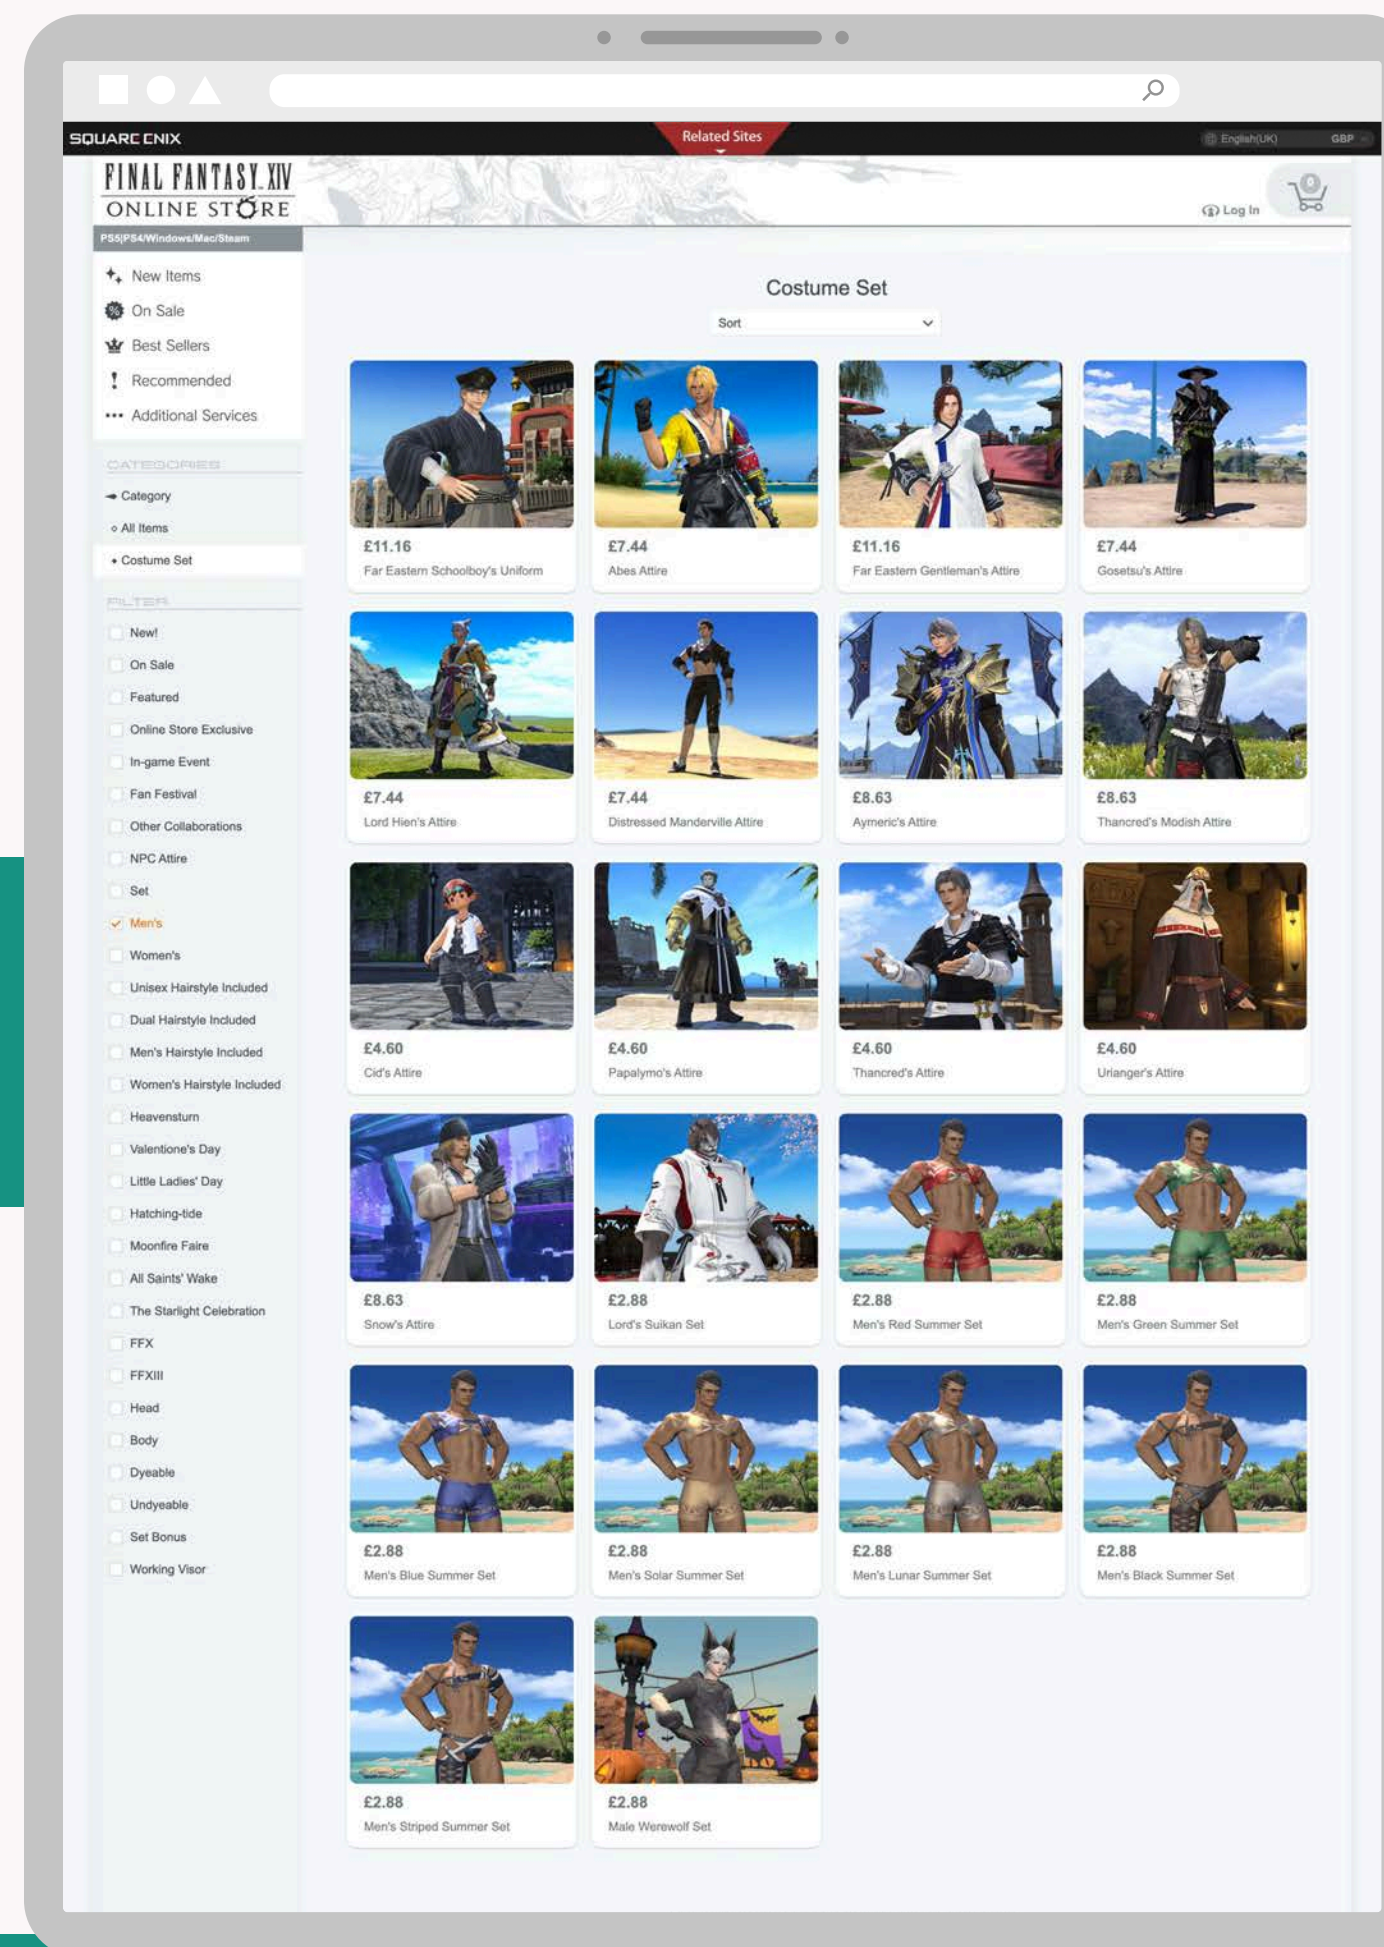 SQUARE ENIX
Related Sites
English(UK)
GBP
FINAL FANTASY XIV
ONLINE STORE
0
Log In
PS5|PS4/Windows/Mac/Steam
New Items
On Sale
Best Sellers
Recommended
Additional Services
CATEGORIES
Category
All Items
Costume Set
FILTER
New!
On Sale
Featured
Online Store Exclusive
In-game Event
Fan Festival
Other Collaborations
NPC Attire
Set
Men's
Women's
Unisex Hairstyle Included
Dual Hairstyle Included
Men's Hairstyle Included
Women's Hairstyle Included
Heavensturn
Valentione's Day
Little Ladies' Day
Hatching-tide
Moonfire Faire
All Saints' Wake
The Starlight Celebration
FFX
FFXIII
Head
Body
Dyeable
Undyeable
Set Bonus
Working Visor
Costume Set
Sort
£11.16
Far Eastern Schoolboy's Uniform
£7.44
Abes Attire
£11.16
Far Eastern Gentleman's Attire
£7.44
Gosetsu's Attire
£7.44
Lord Hien's Attire
£7.44
Distressed Manderville Attire
£8.63
Aymeric's Attire
£8.63
Thancred's Modish Attire
£4.60
Cid's Attire
£4.60
Papalymo's Attire
£4.60
Thancred's Attire
£4.60
Urianger's Attire
£8.63
Snow's Attire
£2.88
Lord's Suikan Set
£2.88
Men's Red Summer Set
£2.88
Men's Green Summer Set
£2.88
Men's Blue Summer Set
£2.88
Men's Solar Summer Set
£2.88
Men's Lunar Summer Set
£2.88
Men's Black Summer Set
£2.88
Men's Striped Summer Set
£2.88
Male Werewolf Set